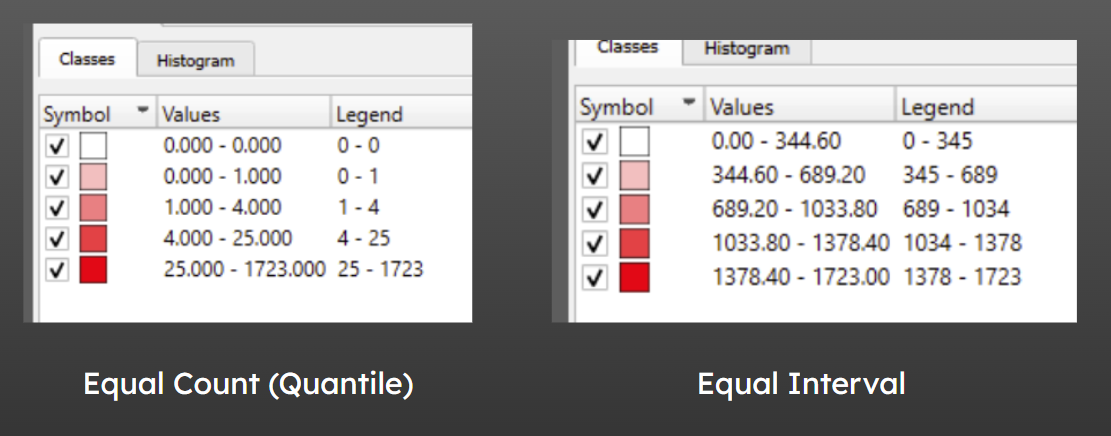 Classes Histogram
Symbol Values Legend
0.000 - 0.000 0 - 0
0.000 - 1.000 0 - 1
1.000 - 4.000 1 - 4
4.000 - 25.000 4 - 25
25.000 - 1723.000 25 - 1723
Equal Count (Quantile)
Classes Histogram
Symbol Values Legend
0.00 - 344.60 0 - 345
344.60 - 689.20 345 - 689
689.20 - 1033.80 689 - 1034
1033.80 - 1378.40 1034 - 1378
1378.40 - 1723.00 1378 - 1723
Equal Interval